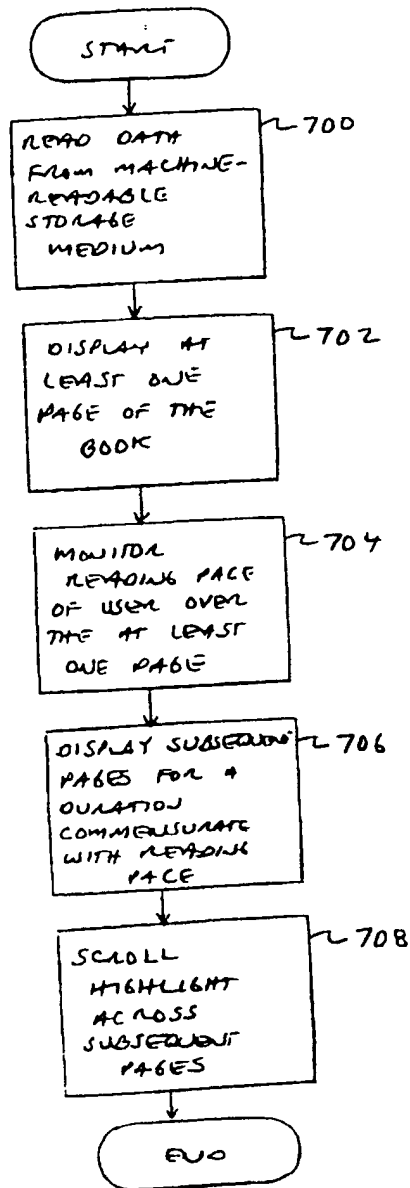 START
READ DATA
FROM MACHINE-
READABLE
STORAGE
MEDIUM
700
DISPLAY AT
LEAST ONE
PAGE OF THE
BOOK
702
MONITOR
READING PACE
OF USER OVER
THE AT LEAST
ONE PAGE
704
DISPLAY SUBSEQUENT
PAGES FOR A
DURATION
COMMENSURATE
WITH READING
PACE
706
SCROLL
HIGHLIGHT
ACROSS
SUBSEQUENT
PAGES
708
END